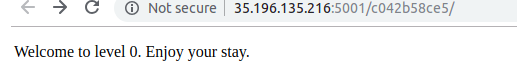 Not secure | 35.196.135.216:5001/c042b58ce5/
Welcome to level 0. Enjoy your stay.